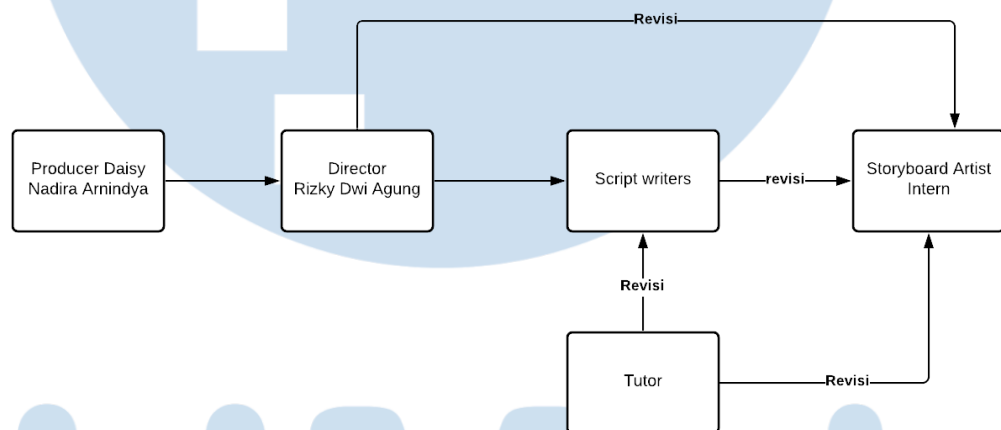 Revisi
Producer Daisy
Nadira Arnindya
Director
Rizky Dwi Agung
Script writers
revisi
Storyboard Artist
Intern
Revisi
Tutor
Revisi